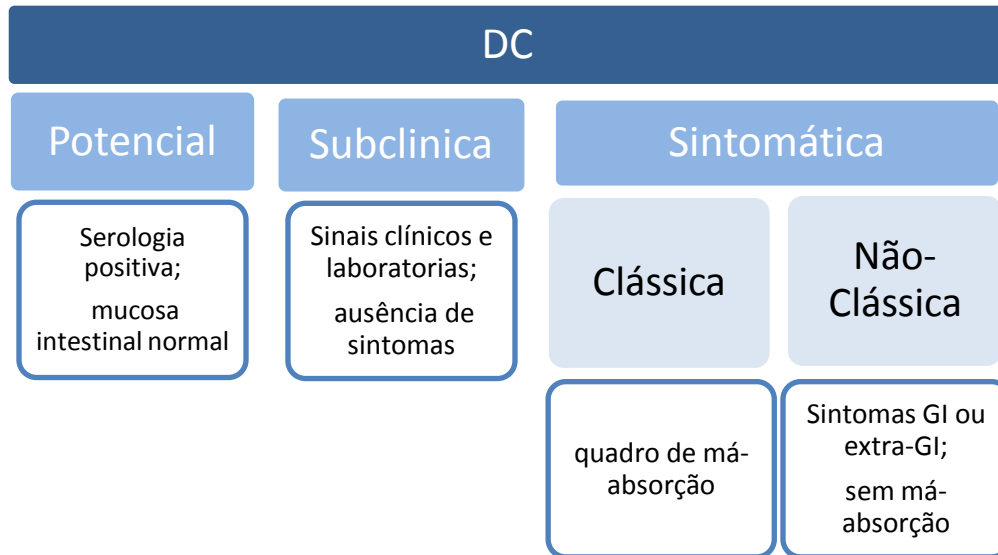 DC
Potencial
Subclinica
Sintomática
Serologia
positiva;
mucosa
intestinal normal
Sinais clínicos e
laboratorias;
ausência de
sintomas
Clássica
Não-
Clássica
quadro de má-
absorção
Sintomas GI ou
extra-GI;
sem má-
absorção